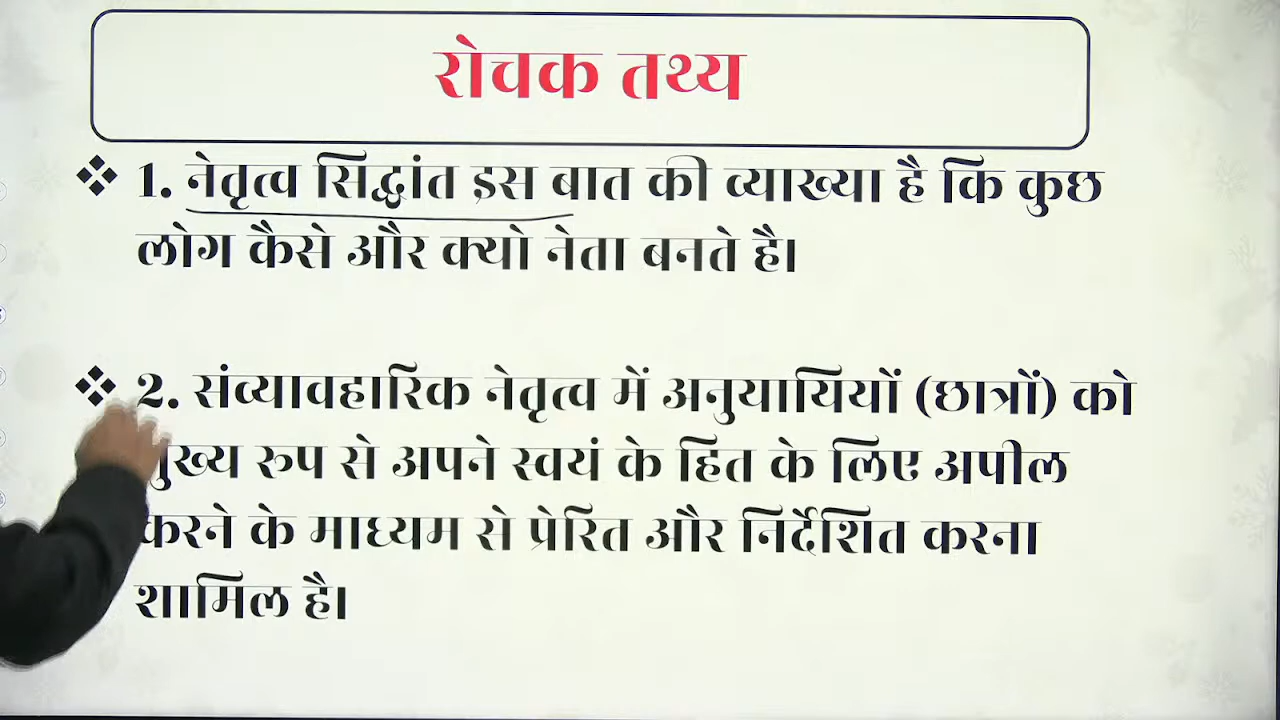 रोचक तथ्य
❖ 1. नेतृत्व सिद्धांत इस बात की व्याख्या है कि कुछ
लोग कैसे और क्यो नेता बनते है।
❖ 2. संव्यावहारिक नेतृत्व में अनुयायियों (छात्रों) को
रूप से अपने स्वयं के हित के लिए अपील
करने के माध्यम से प्रेरित और निर्देशित करना
शामिल है।